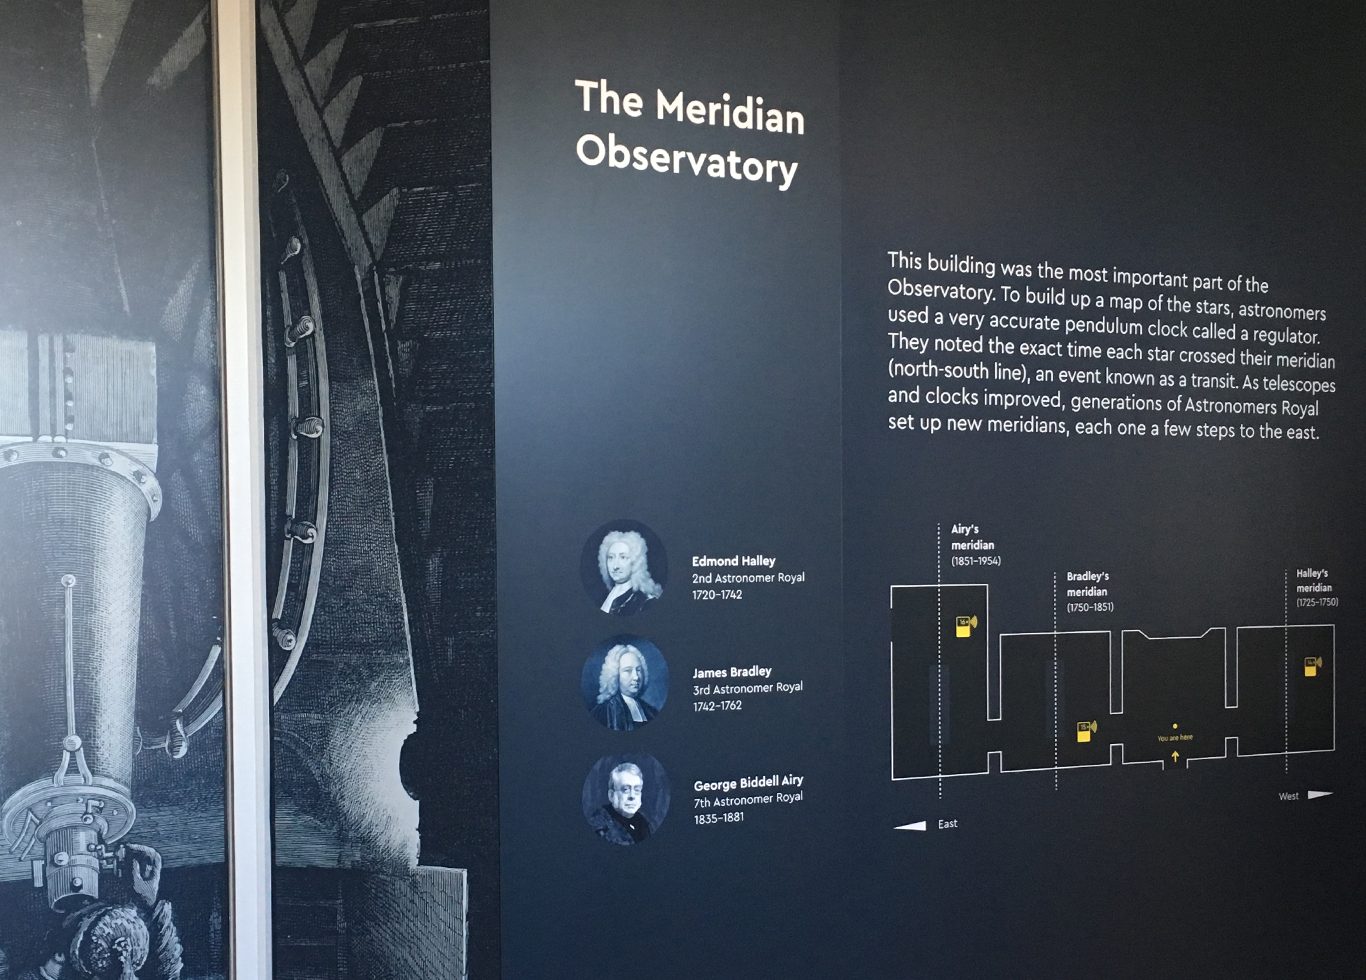 The Meridian
Observatory
This building was the most important part of the
Observatory. To build up a map of the stars, astronomers
used a very accurate pendulum clock called a regulator.
They noted the exact time each star crossed their meridian
(north-south line), an event known as a transit. As telescopes
and clocks improved, generations of Astronomers Royal
set up new meridians, each one a few steps to the east.
Edmond Halley
2nd Astronomer Royal
1720–1742
James Bradley
3rd Astronomer Royal
1742–1762
George Biddell Airy
7th Astronomer Royal
1835–1881
Airy's
meridian
(1851–1954)
Bradley's
meridian
(1750–1851)
Halley's
meridian
(1725–1750)
You are here
West
East